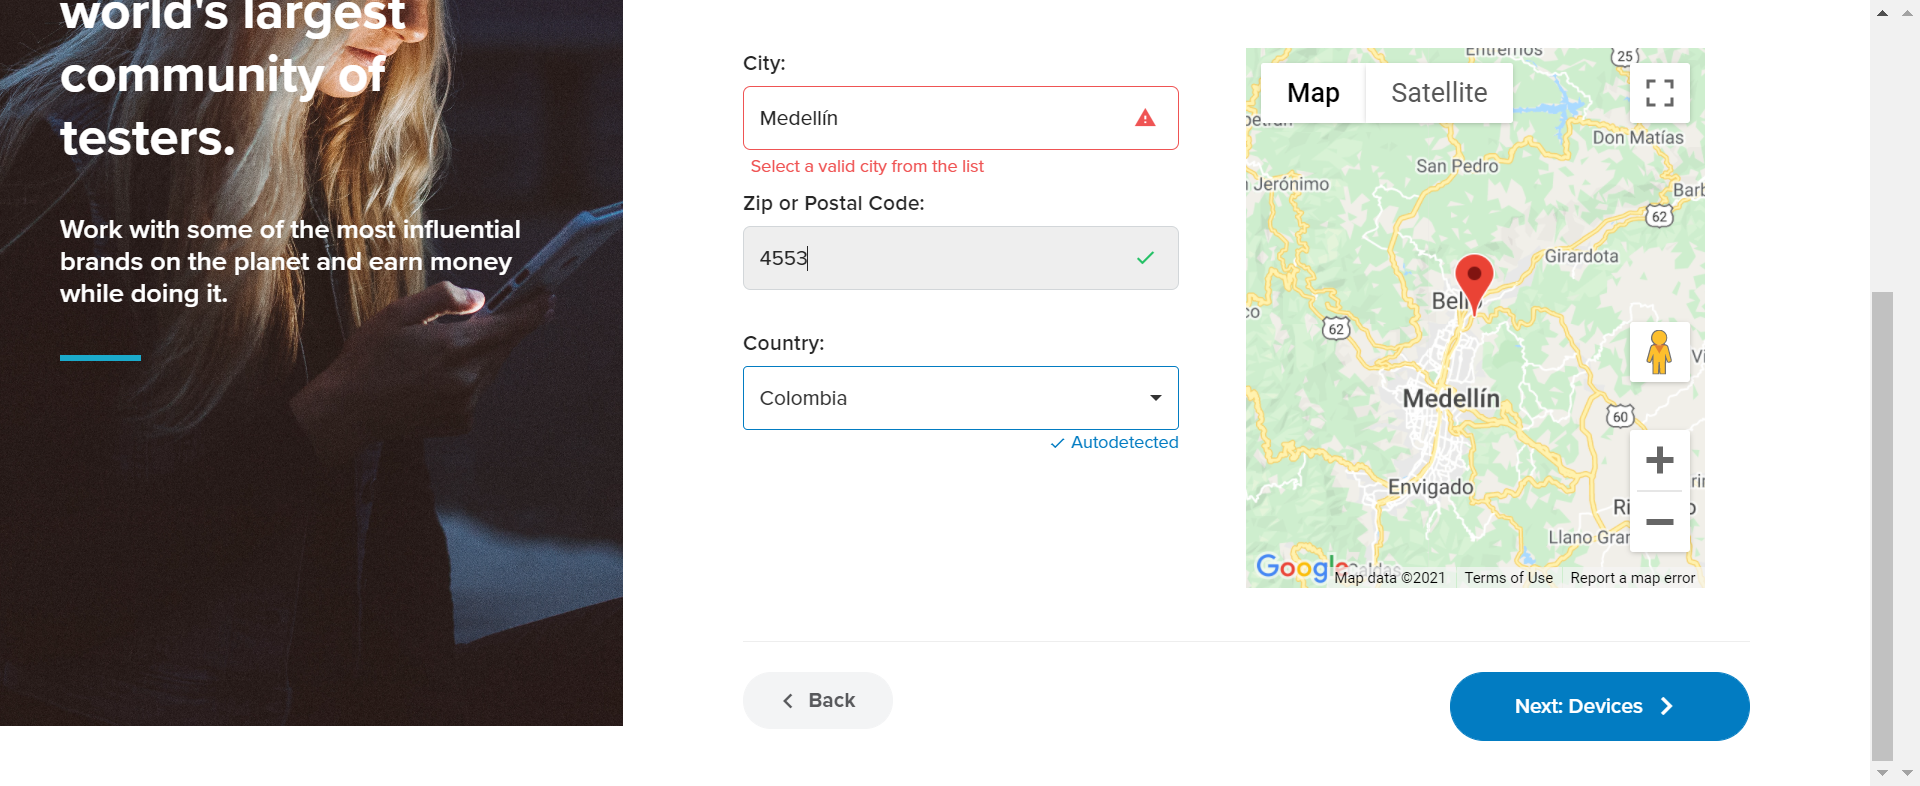 world's largest
community of
testers.
Work with some of the most influential
brands on the planet and earn money
while doing it.
City:
Medellín
Select a valid city from the list
Zip or Postal Code:
4553
Country:
Colombia
Autodetected
Map
Satellite
Entrerríos
25
Don Matías
San Pedro
Jerónimo
Barb
62
Girardota
Bello
62
Medellín
60
Envigado
Llano Gran
Google
Caldas
Map data ©2021
Terms of Use
Report a map error
Back
Next: Devices